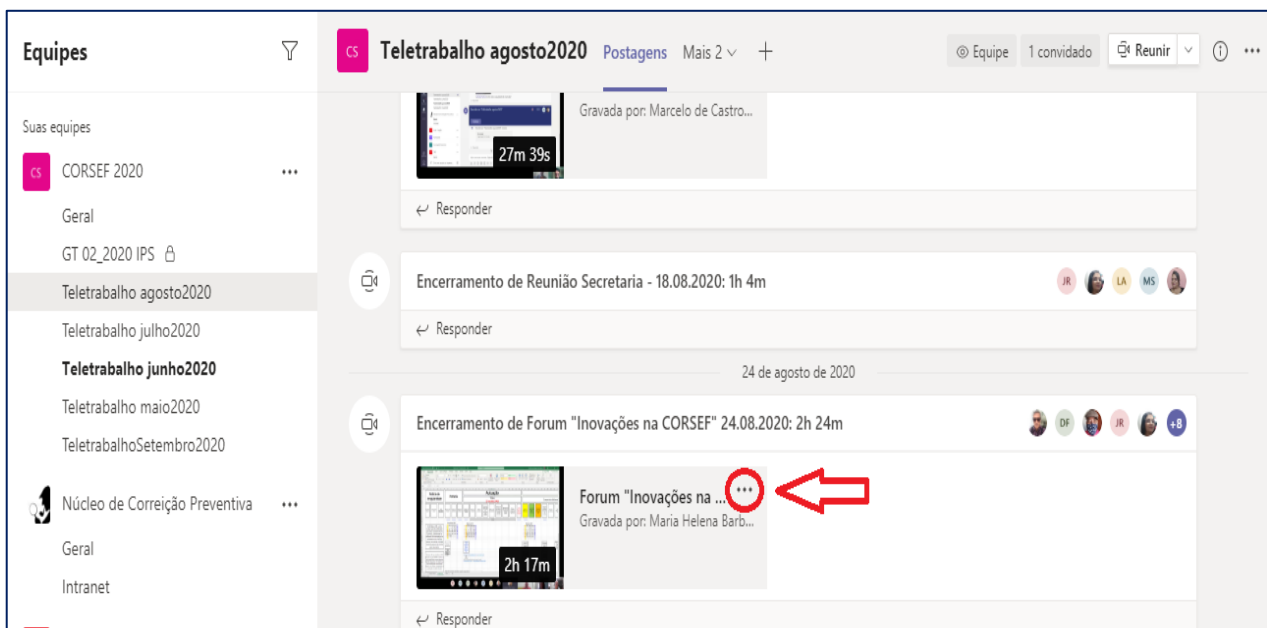 Equipes
Suas equipes
CS CORSEF 2020 ...
Geral
GT 02_2020 IPS
Teletrabalho agosto2020
Teletrabalho julho2020
Teletrabalho junho2020
Teletrabalho maio2020
TeletrabalhoSetembro2020
Núcleo de Correição Preventiva ...
Geral
Intranet
CS Teletrabalho agosto2020 Postagens Mais 2 + Equipe 1 convidado Reunir ...
Gravada por: Marcelo de Castro...
27m 39s
Responder
Encerramento de Reunião Secretaria - 18.08.2020: 1h 4m JR LA MS
Responder
24 de agosto de 2020
Encerramento de Forum "Inovações na CORSEF" 24.08.2020: 2h 24m DF JR +8
Forum "Inovações na ... ...
Gravada por: Maria Helena Barb...
2h 17m
Responder